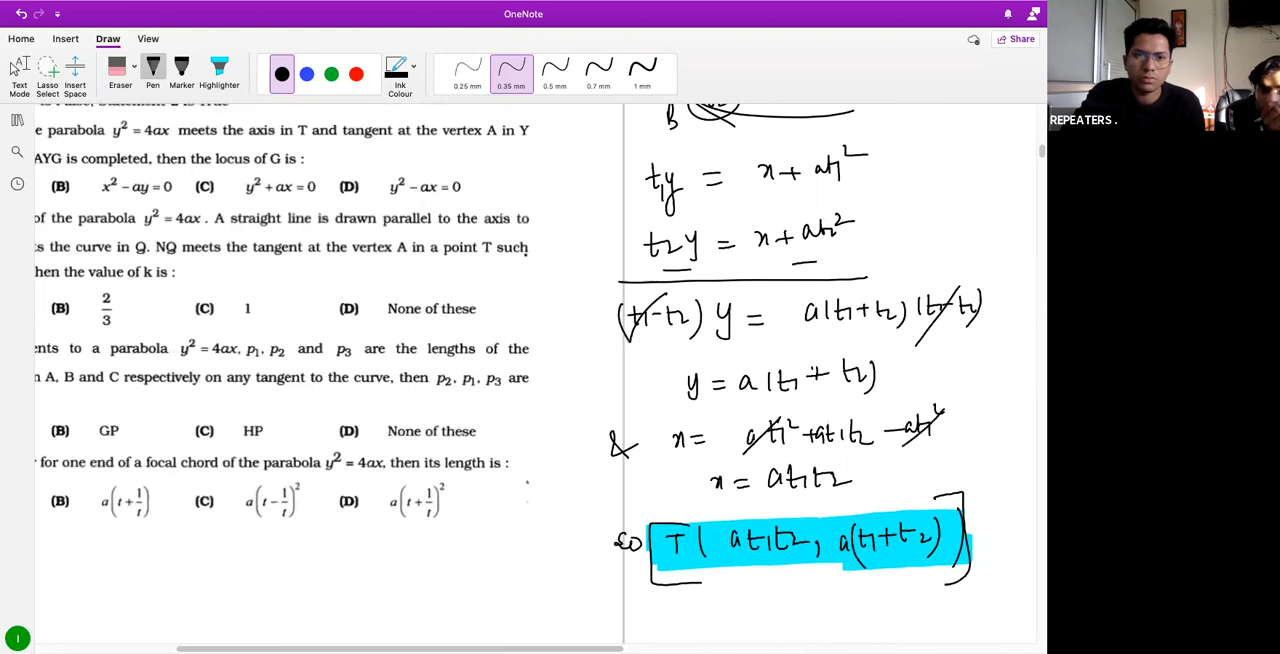 OneNote
Home Insert Draw View
Share
Text Mode
Lasso Select
Insert Space
Eraser
Pen
Marker
Highlighter
Ink Colour
0.25 mm
0.35 mm
0.5 mm
0.7 mm
1 mm
REPEATERS .
e parabola y² = 4ax meets the axis in T and tangent at the vertex A in Y
AYG is completed, then the locus of G is :
(B) x² – ay = 0 (C) y² + ax = 0 (D) y² – ax = 0
of the parabola y² = 4ax . A straight line is drawn parallel to the axis to
s the curve in Q. NQ meets the tangent at the vertex A in a point T such
hen the value of k is :
(B) 2/3 (C) 1 (D) None of these
ents to a parabola y² = 4ax, p₁, p₂ and p₃ are the lengths of the
A, B and C respectively on any tangent to the curve, then p₂, p₁, p₃ are
(B) GP (C) HP (D) None of these
for one end of a focal chord of the parabola y² = 4ax, then its length is :
(B) a(t + 1/t) (C) a(t – 1/t)² (D) a(t + 1/t)²
B
t₁y = x + at₁²
t₂y = x + at₂²
(t₁ – t₂) y = a(t₁ + t₂) (t₁ – t₂)
y = a(t₁ + t₂)
& x = at₁² + at₁t₂ – at₁²
x = at₁t₂
so T( at₁t₂, a(t₁ + t₂) )
I